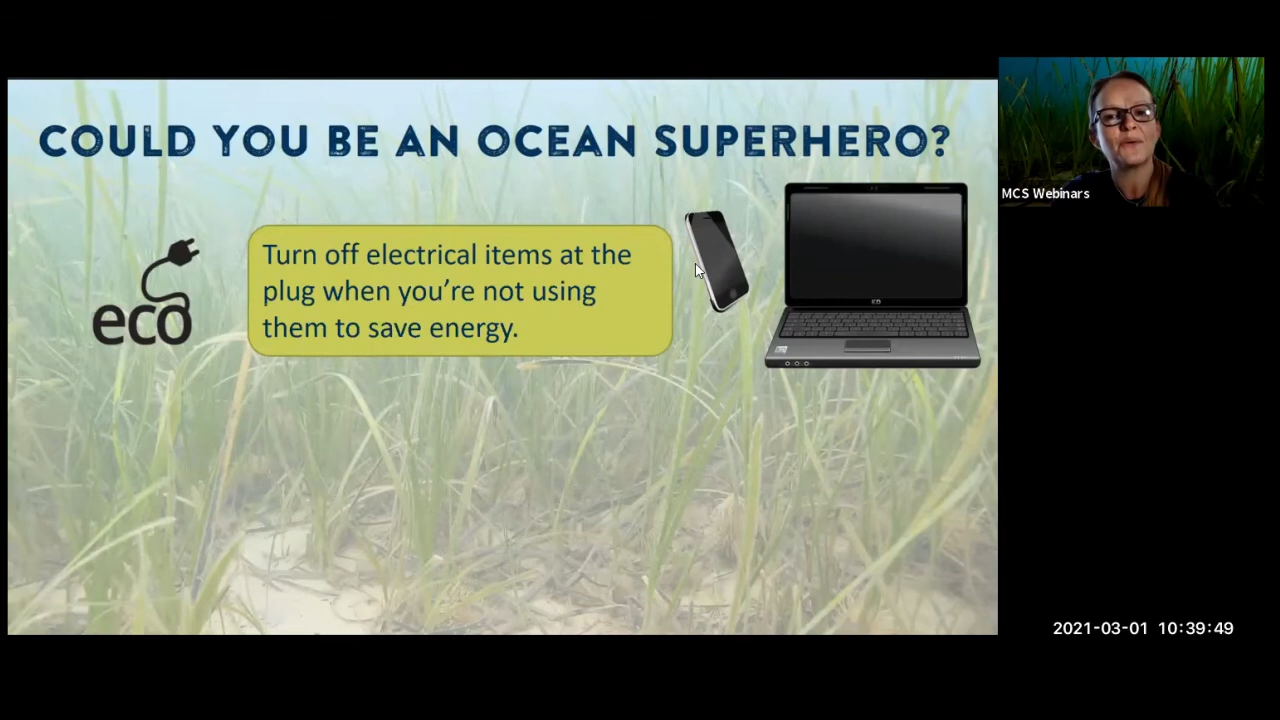 COULD YOU BE AN OCEAN SUPERHERO?
MCS Webinars
Turn off electrical items at the
plug when you're not using
them to save energy.
eco
2021-03-01 10:39:49